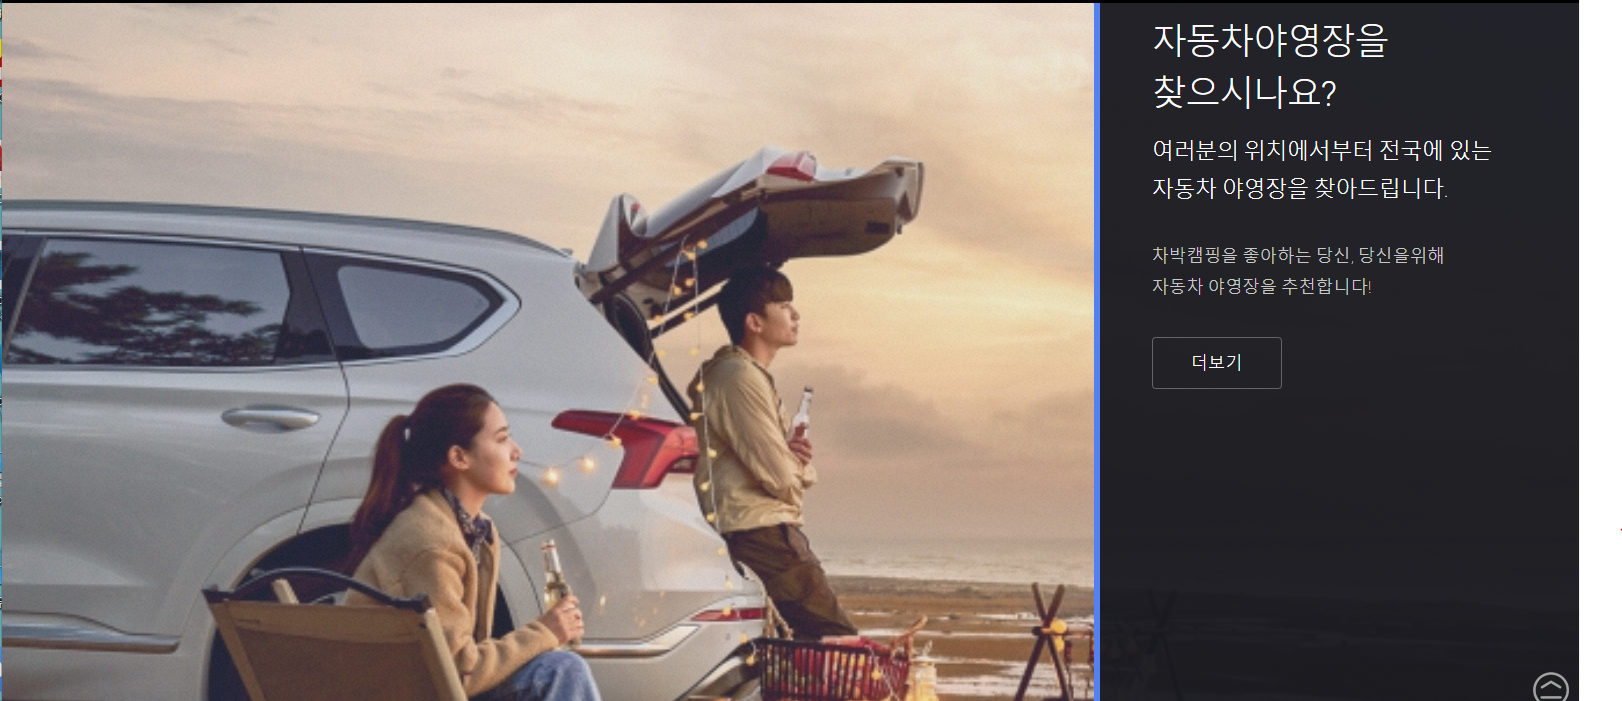 자동차야영장을
찾으시나요?
여러분의 위치에서부터 전국에 있는
자동차 야영장을 찾아드립니다.
차박캠핑을 좋아하는 당신, 당신을위해
자동차 야영장을 추천합니다!
더보기